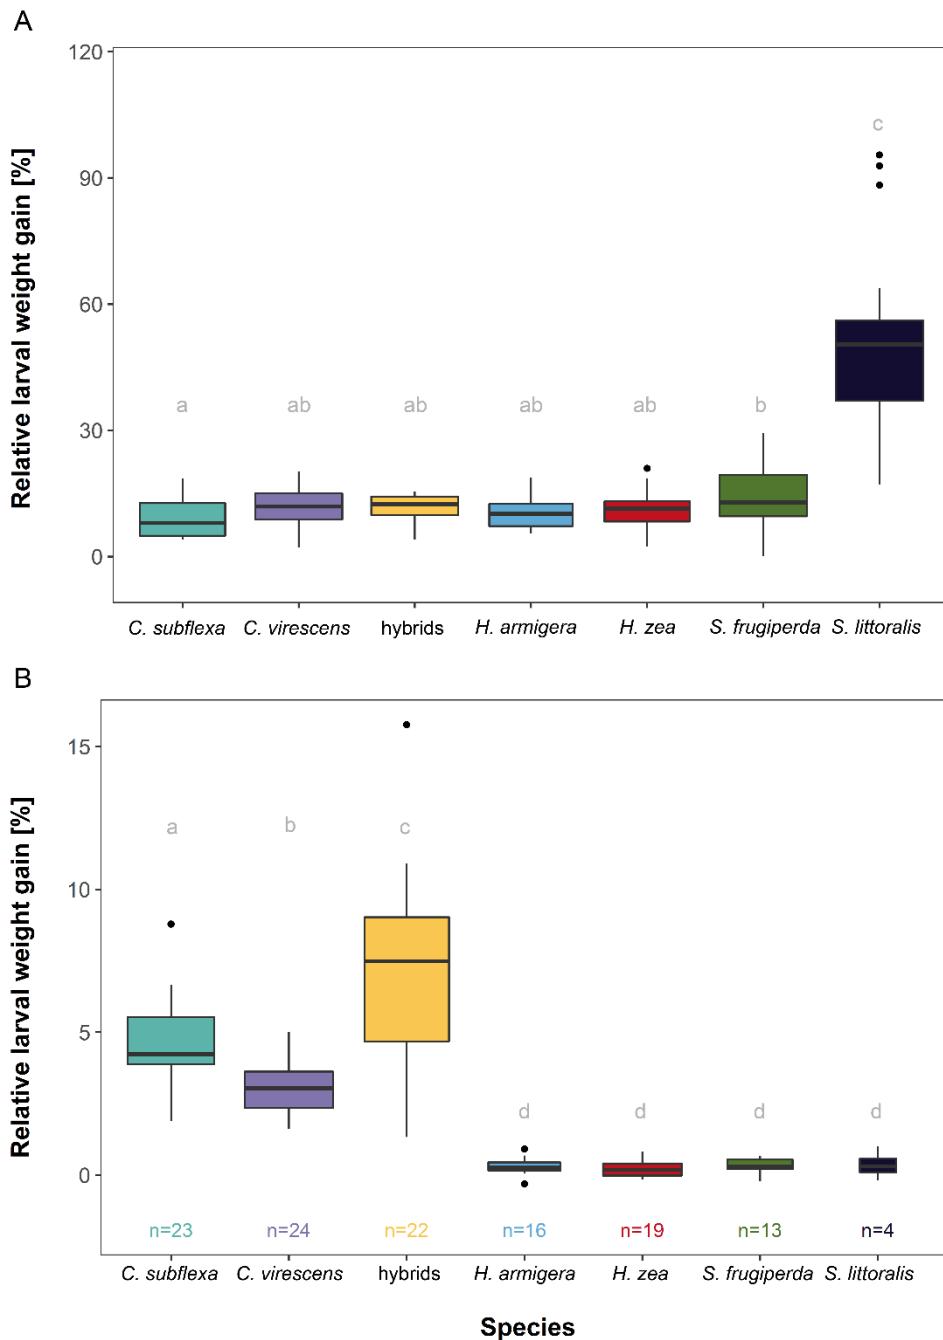 A
Relative larval weight gain [%]
120
90
60
30
0
a
ab
ab
ab
ab
b
c
C. subflexa
C. virescens
hybrids
H. armigera
H. zea
S. frugiperda
S. littoralis
B
Relative larval weight gain [%]
15
10
5
0
a
b
c
d
d
d
d
n=23
n=24
n=22
n=16
n=19
n=13
n=4
C. subflexa
C. virescens
hybrids
H. armigera
H. zea
S. frugiperda
S. littoralis
Species